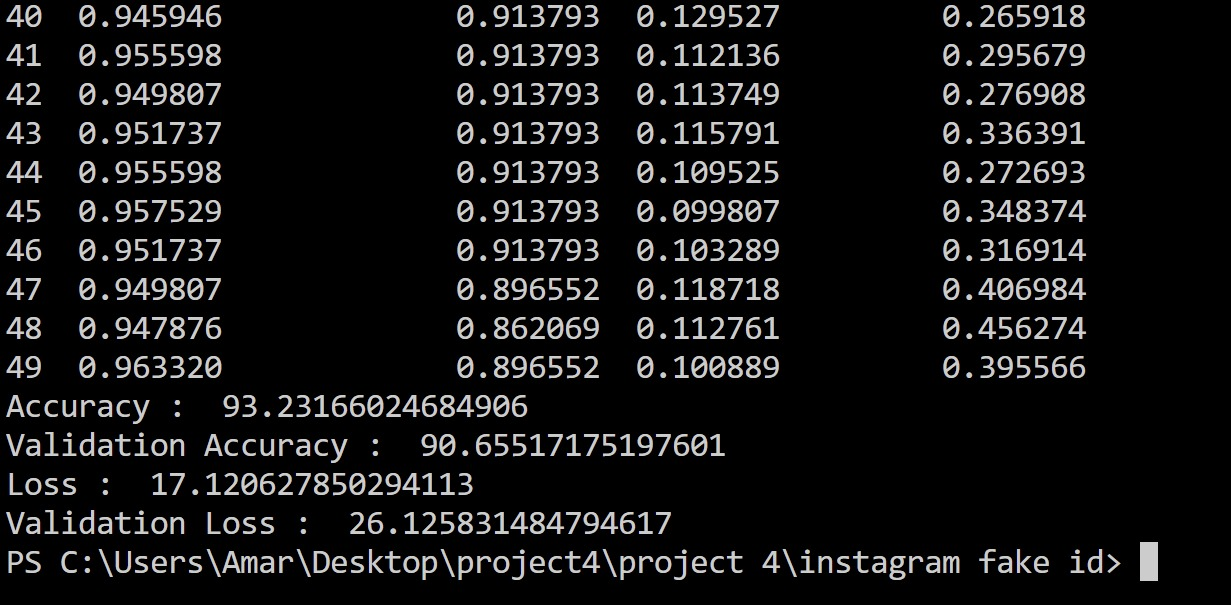 40 0.945946 0.913793 0.129527 0.265918
41 0.955598 0.913793 0.112136 0.295679
42 0.949807 0.913793 0.113749 0.276908
43 0.951737 0.913793 0.115791 0.336391
44 0.955598 0.913793 0.109525 0.272693
45 0.957529 0.913793 0.099807 0.348374
46 0.951737 0.913793 0.103289 0.316914
47 0.949807 0.896552 0.118718 0.406984
48 0.947876 0.862069 0.112761 0.456274
49 0.963320 0.896552 0.100889 0.395566
Accuracy :  93.23166024684906
Validation Accuracy :  90.65517175197601
Loss :  17.120627850294113
Validation Loss :  26.125831484794617
PS C:\Users\Amar\Desktop\project4\project 4\instagram fake id>